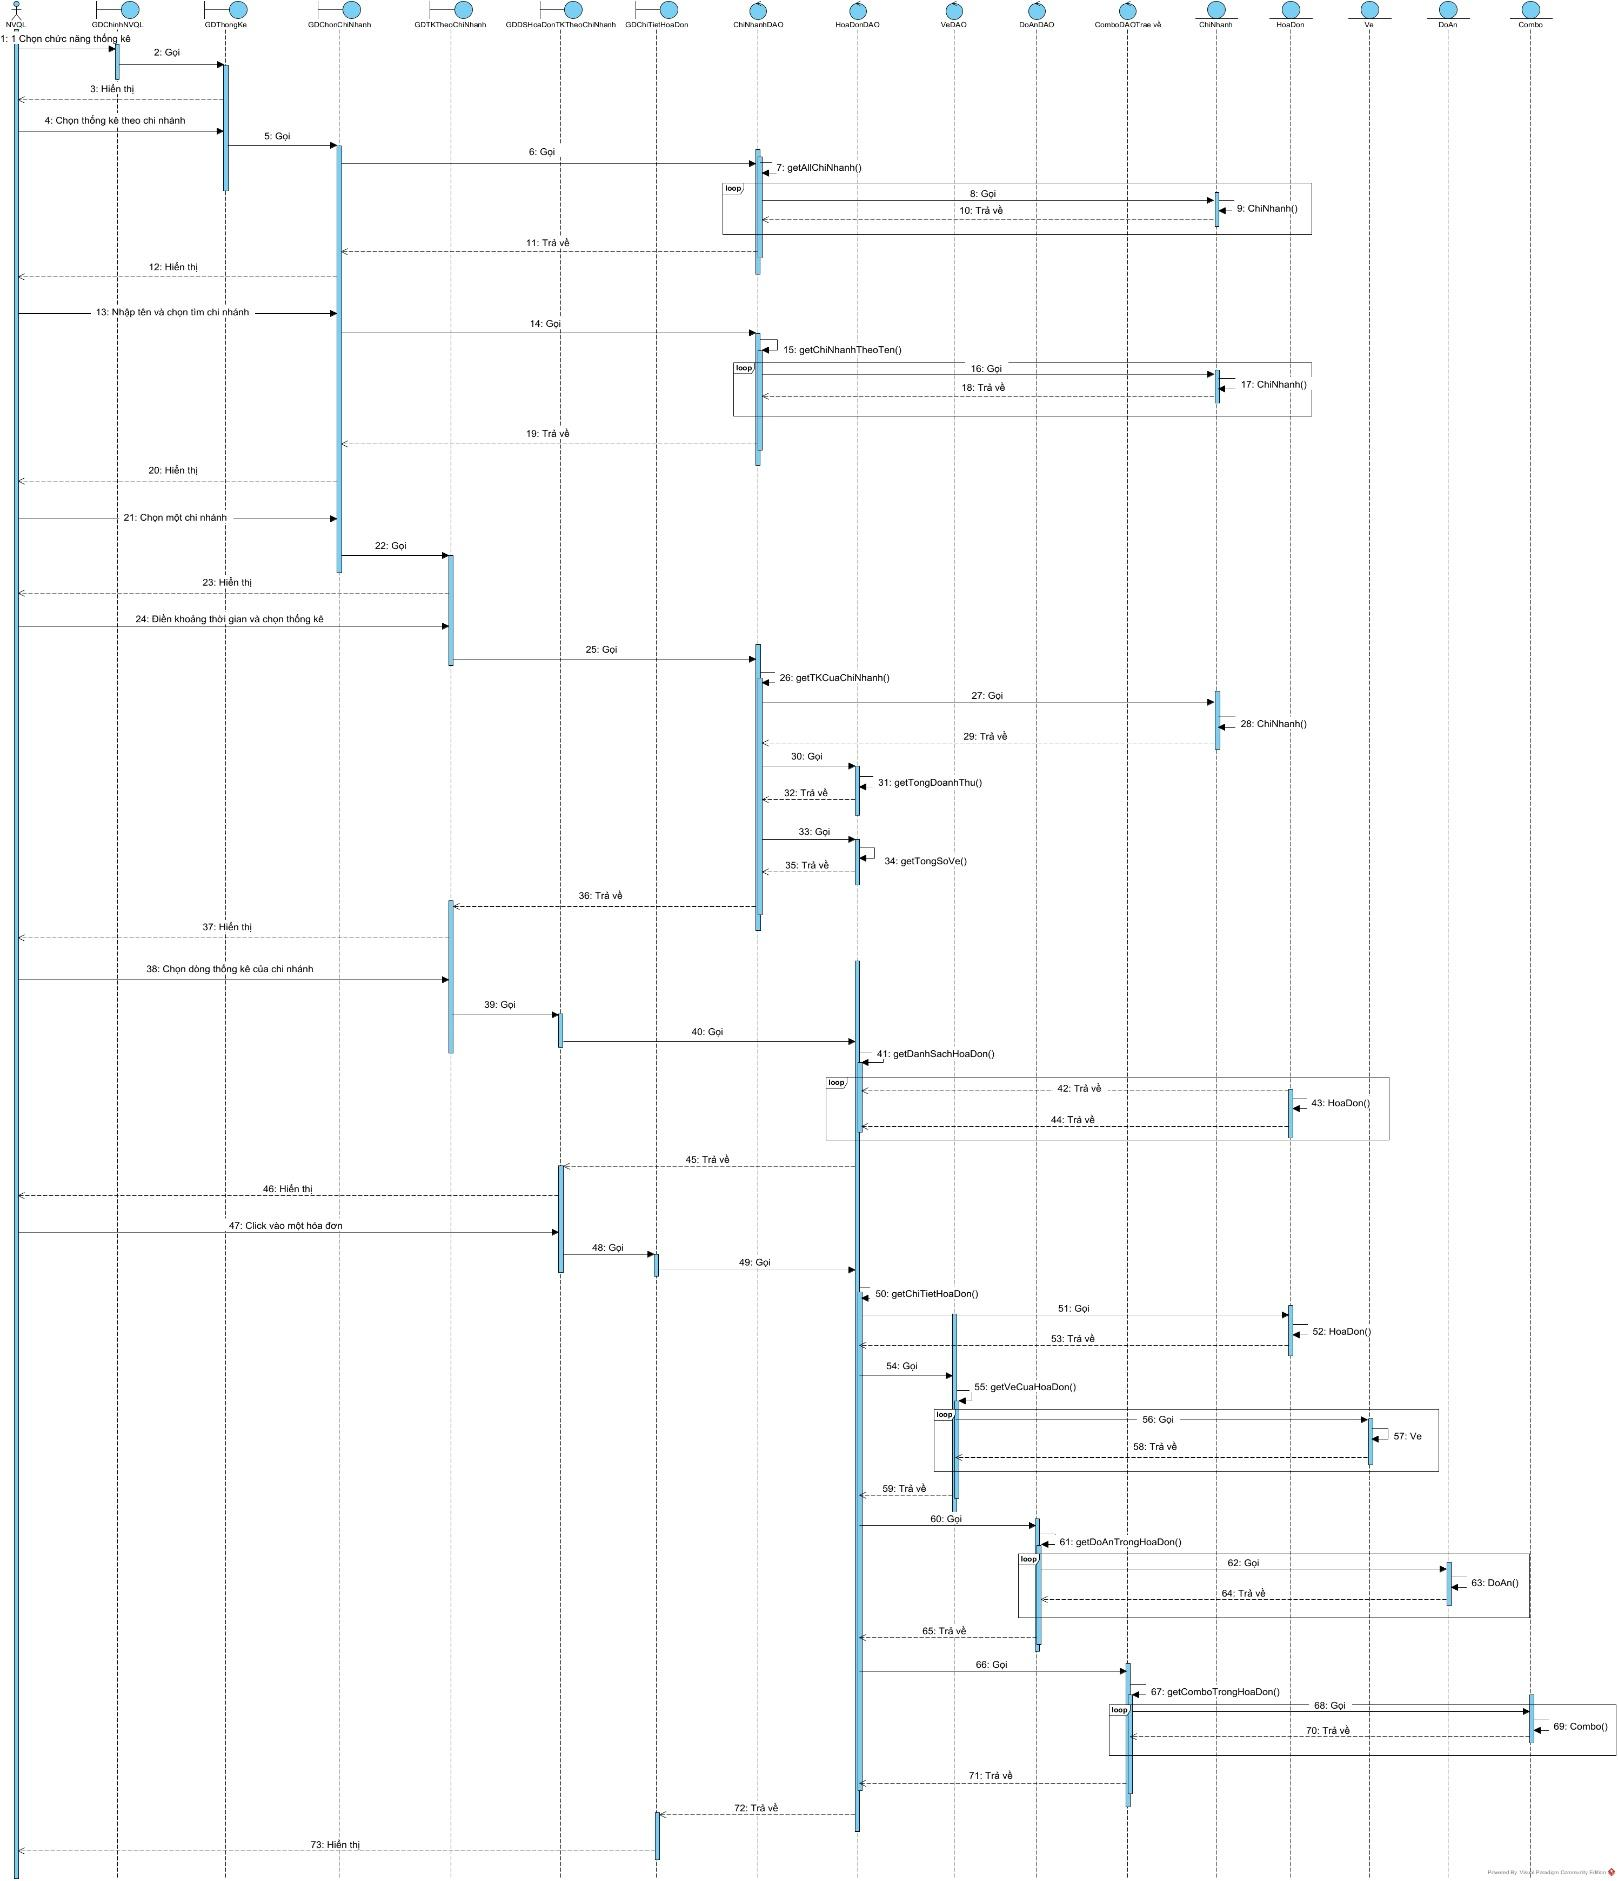 NVQL
GDChinhNVQL
GDThongKe
GDChonChiNhanh
GDTKTheoChiNhanh
GDDSHoaDonTKTheoChiNhanh
GDChiTietHoaDon
ChiNhanhDAO
HoaDonDAO
VeDAO
DoAnDAO
ComboDAOTrae về
ChiNhanh
HoaDon
Ve
DoAn
Combo
1: 1 Chọn chức năng thống kê
2: Gọi
3: Hiển thị
4: Chọn thống kê theo chi nhánh
5: Gọi
6: Gọi
7: getAllChiNhanh()
loop
8: Gọi
9: ChiNhanh()
10: Trả về
11: Trả về
12: Hiển thị
13: Nhập tên và chọn tìm chi nhánh
14: Gọi
15: getChiNhanhTheoTen()
loop
16: Gọi
17: ChiNhanh()
18: Trả về
19: Trả về
20: Hiển thị
21: Chọn một chi nhánh
22: Gọi
23: Hiển thị
24: Điền khoảng thời gian và chọn thống kê
25: Gọi
26: getTKCuaChiNhanh()
27: Gọi
28: ChiNhanh()
29: Trả về
30: Gọi
31: getTongDoanhThu()
32: Trả về
33: Gọi
34: getTongSoVe()
35: Trả về
36: Trả về
37: Hiển thị
38: Chọn dòng thống kê của chi nhánh
39: Gọi
40: Gọi
41: getDanhSachHoaDon()
loop
42: Trả về
43: HoaDon()
44: Trả về
45: Trả về
46: Hiển thị
47: Click vào một hóa đơn
48: Gọi
49: Gọi
50: getChiTietHoaDon()
51: Gọi
52: HoaDon()
53: Trả về
54: Gọi
55: getVeCuaHoaDon()
loop
56: Gọi
57: Ve
58: Trả về
59: Trả về
60: Gọi
61: getDoAnTrongHoaDon()
loop
62: Gọi
63: DoAn()
64: Trả về
65: Trả về
66: Gọi
67: getComboTrongHoaDon()
loop
68: Gọi
69: Combo()
70: Trả về
71: Trả về
72: Trả về
73: Hiển thị
Powered By Visual Paradigm Community Edition